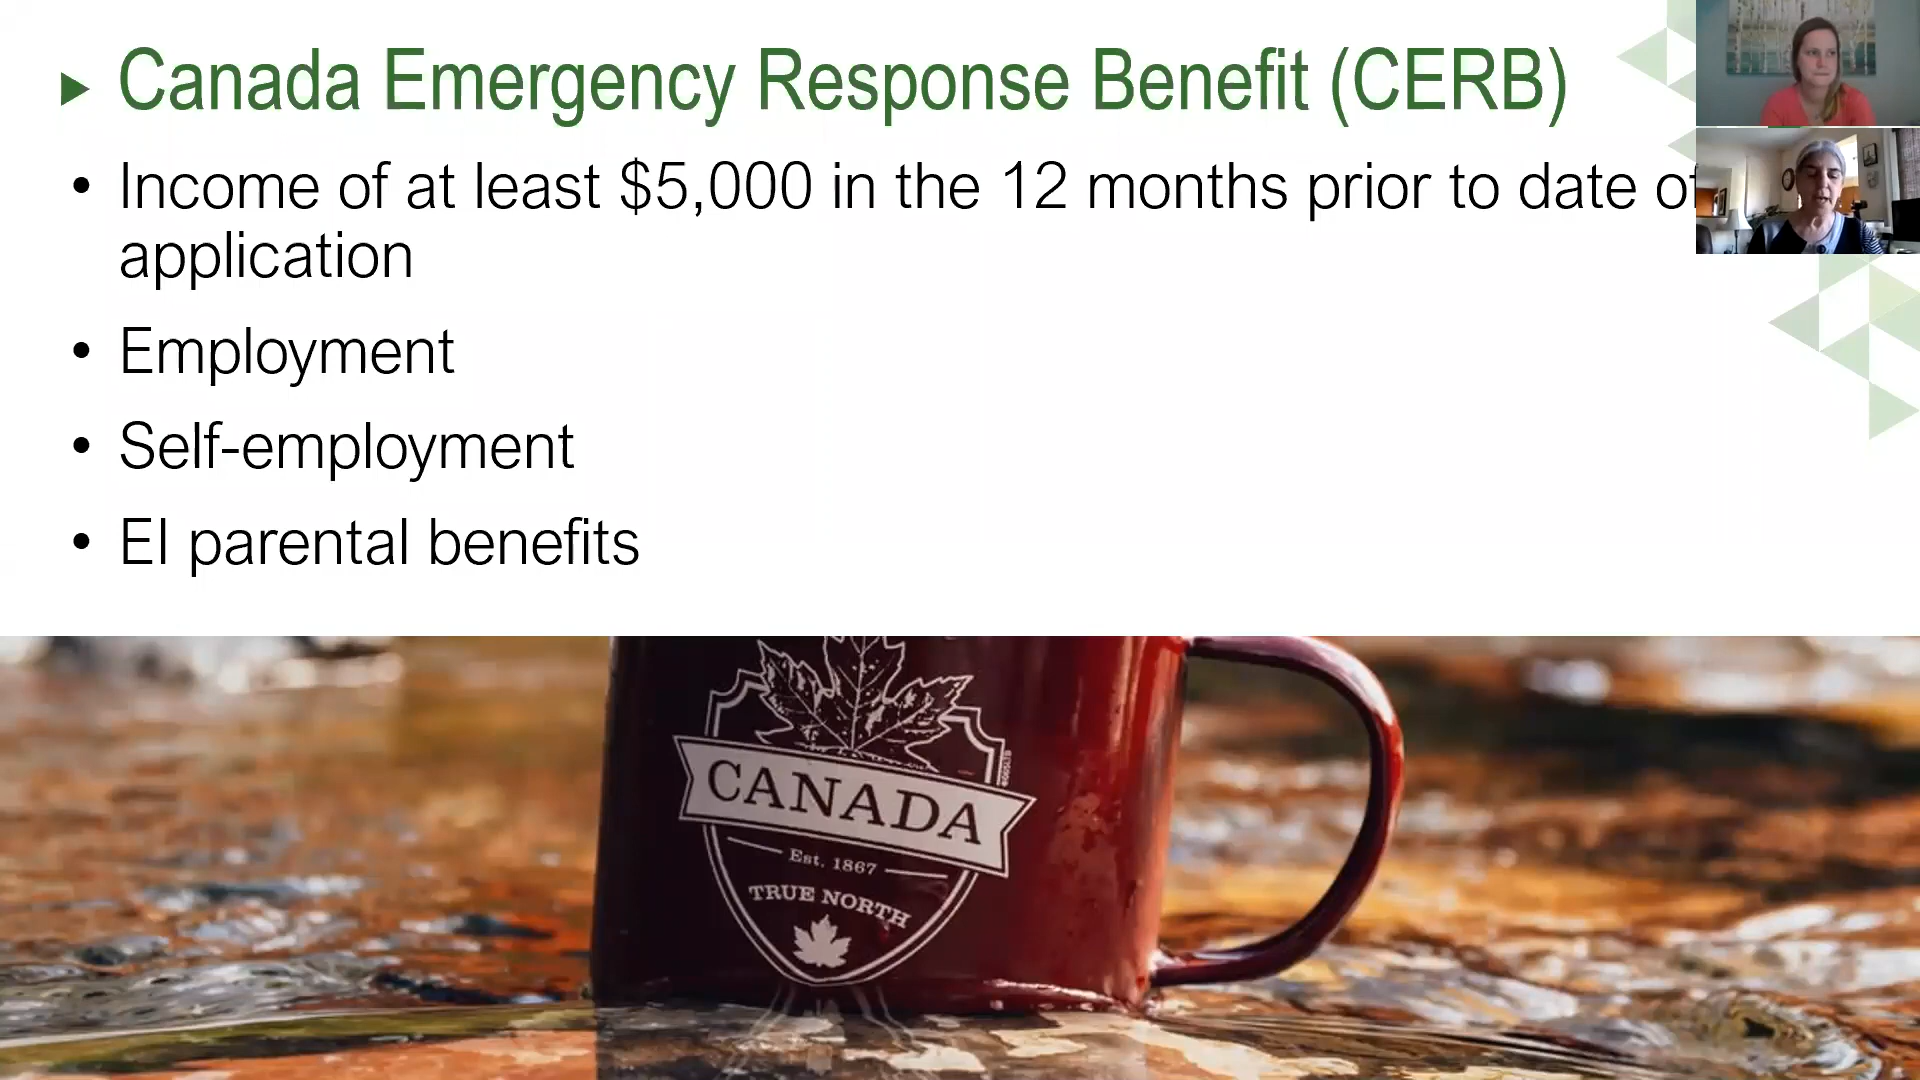 Canada Emergency Response Benefit (CERB)
• Income of at least $5,000 in the 12 months prior to date of
application
• Employment
• Self-employment
• EI parental benefits
CANADA
Est. 1867
TRUE NORTH